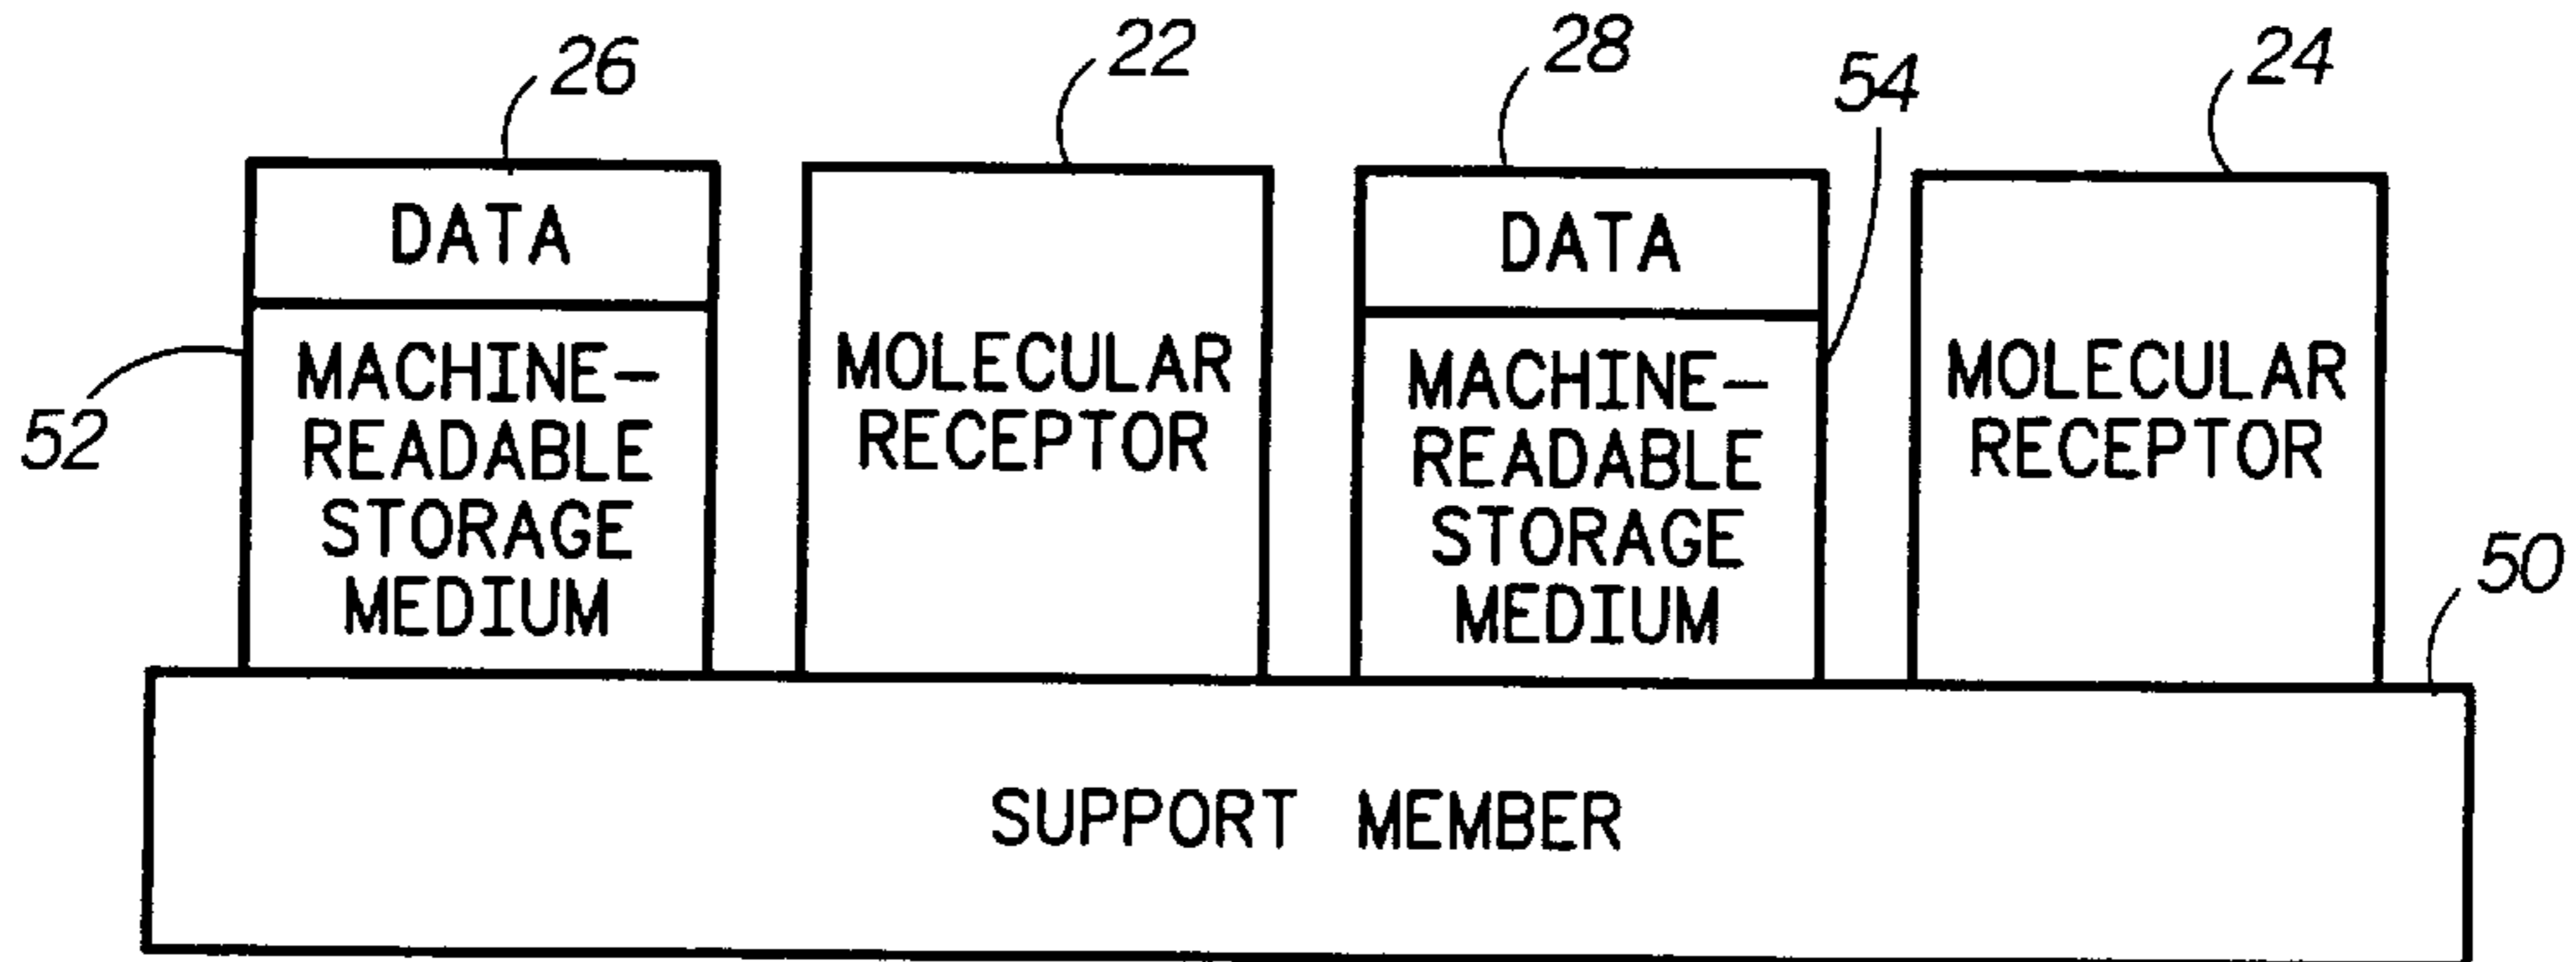 26
22
28
54
24
DATA
MACHINE-
READABLE
STORAGE
MEDIUM
52
MOLECULAR
RECEPTOR
DATA
MACHINE-
READABLE
STORAGE
MEDIUM
MOLECULAR
RECEPTOR
50
SUPPORT MEMBER